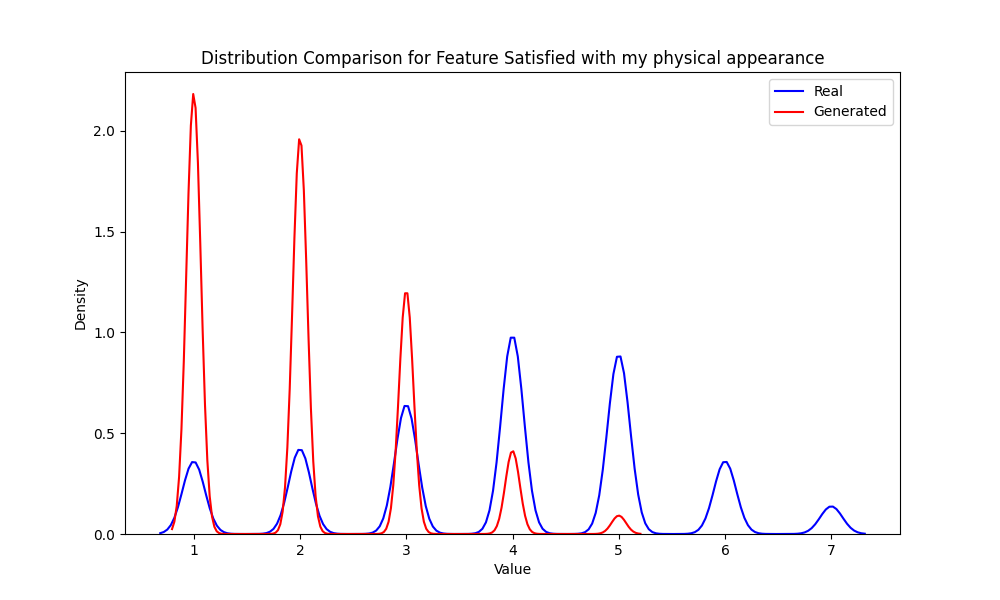 Distribution Comparison for Feature Satisfied with my physical appearance
Real
Generated
Density
2.0
1.5
1.0
0.5
0.0
1 2 3 4 5 6 7
Value